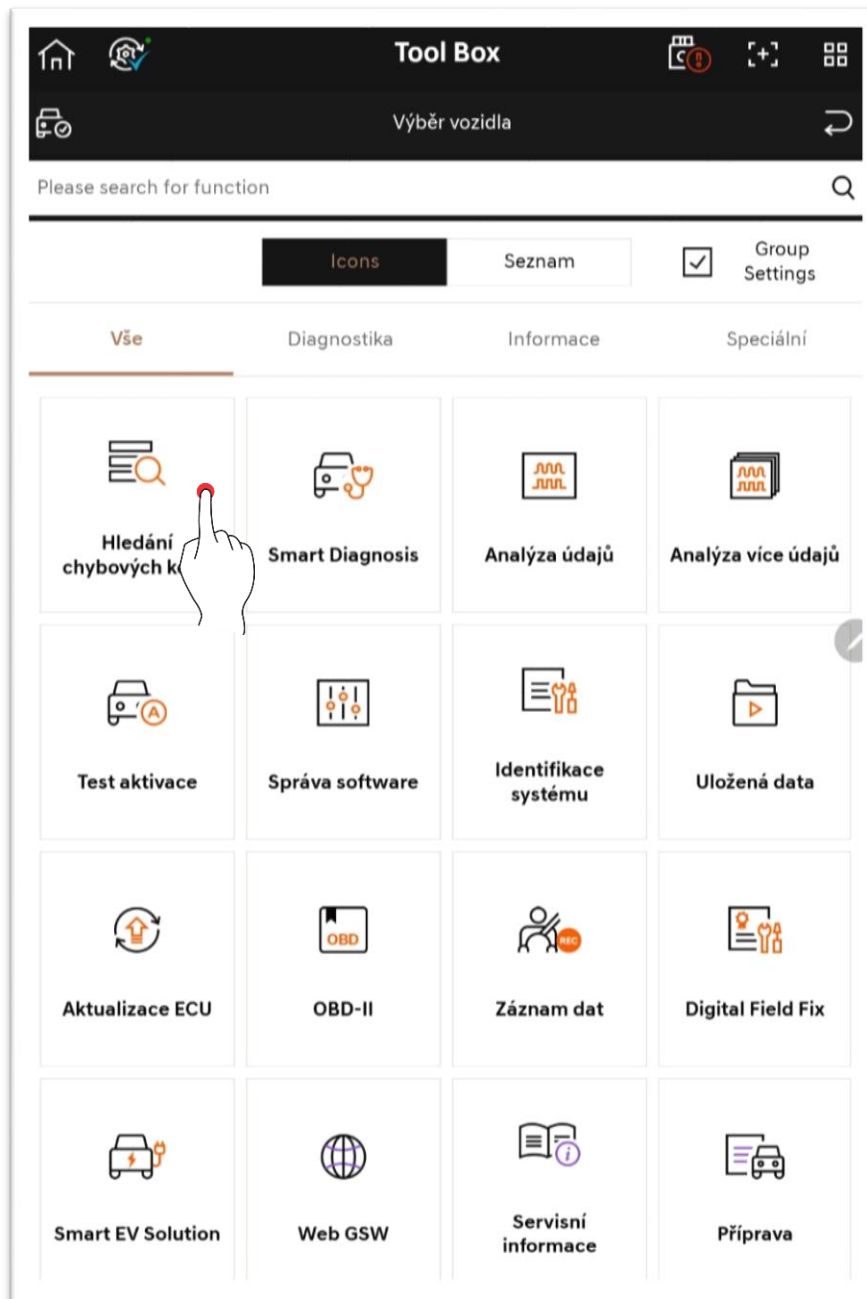 Tool Box
Výběr vozidla
Please search for function
Icons
Seznam
Group
Settings
Vše
Diagnostika
Informace
Speciální
Hledání
chybových
Smart Diagnosis
Analýza údajů
Analýza více údajů
Test aktivace
Správa software
Identifikace
systému
Uložená data
OBD
REC
Aktualizace ECU
OBD-II
Záznam dat
Digital Field Fix
Smart EV Solution
Web GSW
Servisní
informace
Příprava